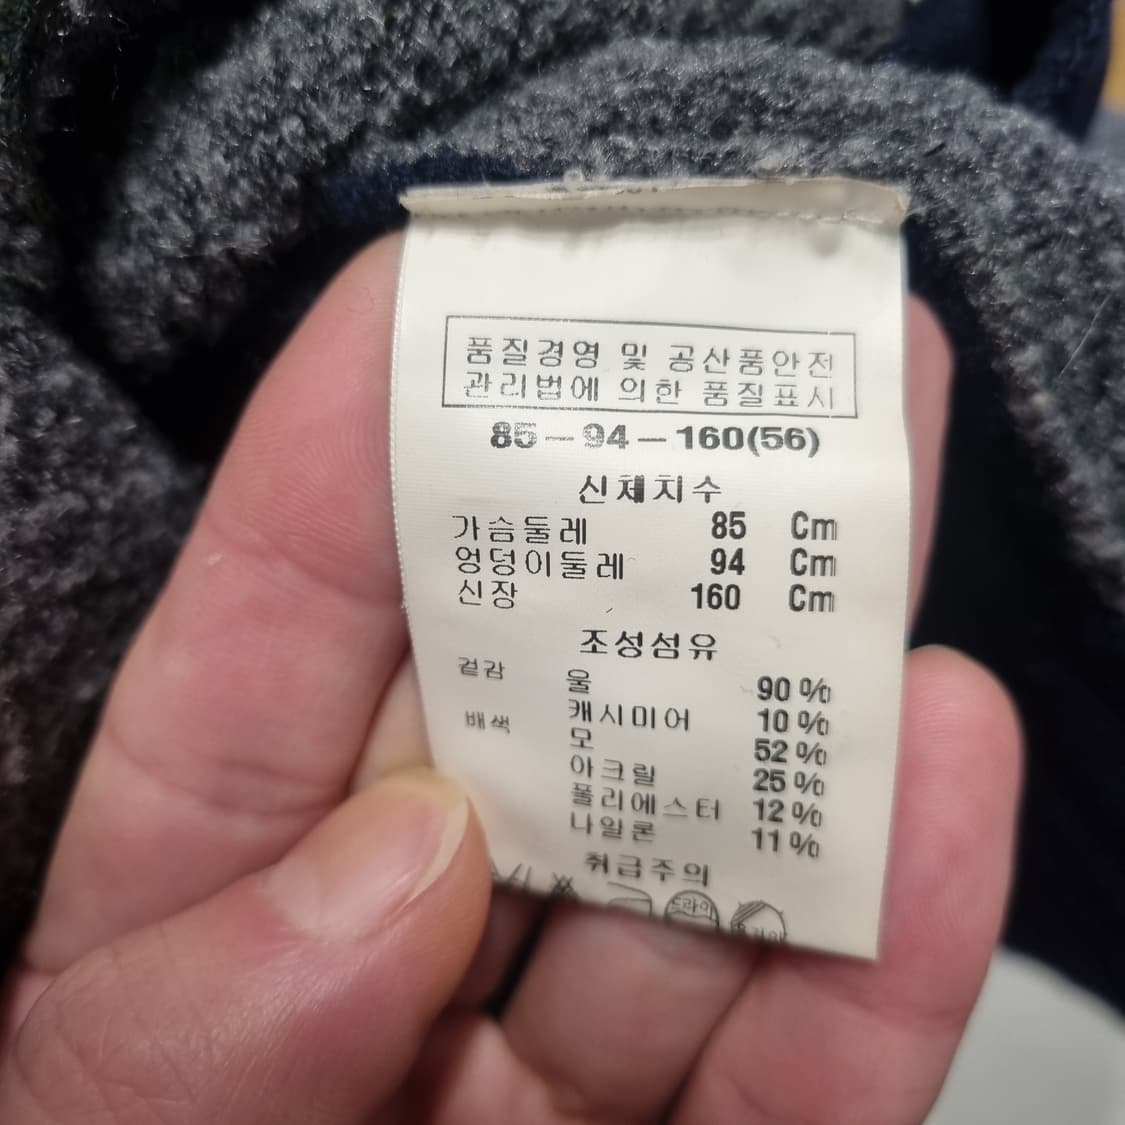 품질경영 및 공산품안전
관리법에 의한 품질표시
85-94-160(56)
신체치수
가슴둘레 85 Cm
엉덩이둘레 94 Cm
신장 160 Cm
조성섬유
겉감 울 90 %
캐시미어 10 %
배색 모 52 %
아크릴 25 %
폴리에스터 12 %
나일론 11 %
취급주의
드라이